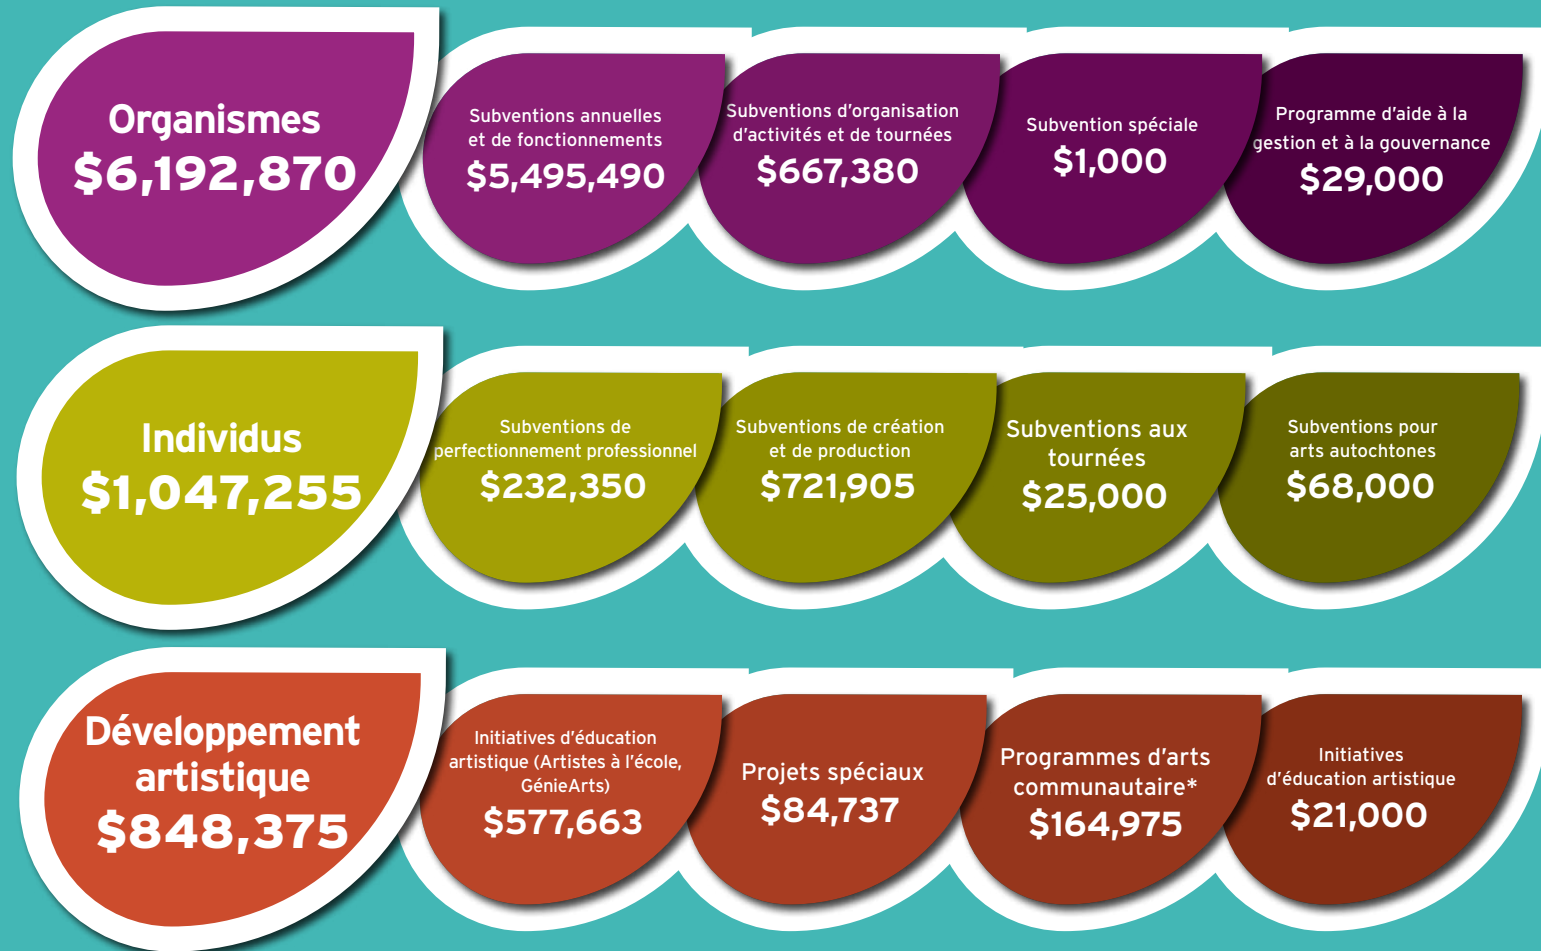 Organismes
$6,192,870
Subventions annuelles
et de fonctionnements
$5,495,490
Subventions d'organisation
d'activités et de tournées
$667,380
Subvention spéciale
$1,000
Programme d'aide à la
gestion et à la gouvernance
$29,000
Individus
$1,047,255
Subventions de
perfectionnement professionnel
$232,350
Subventions de création
et de production
$721,905
Subventions aux
tournées
$25,000
Subventions pour
arts autochtones
$68,000
Développement
artistique
$848,375
Initiatives d'éducation
artistique (Artistes à l'école,
GénieArts)
$577,663
Projets spéciaux
$84,737
Programmes d'arts
communautaire*
$164,975
Initiatives
d'éducation artistique
$21,000